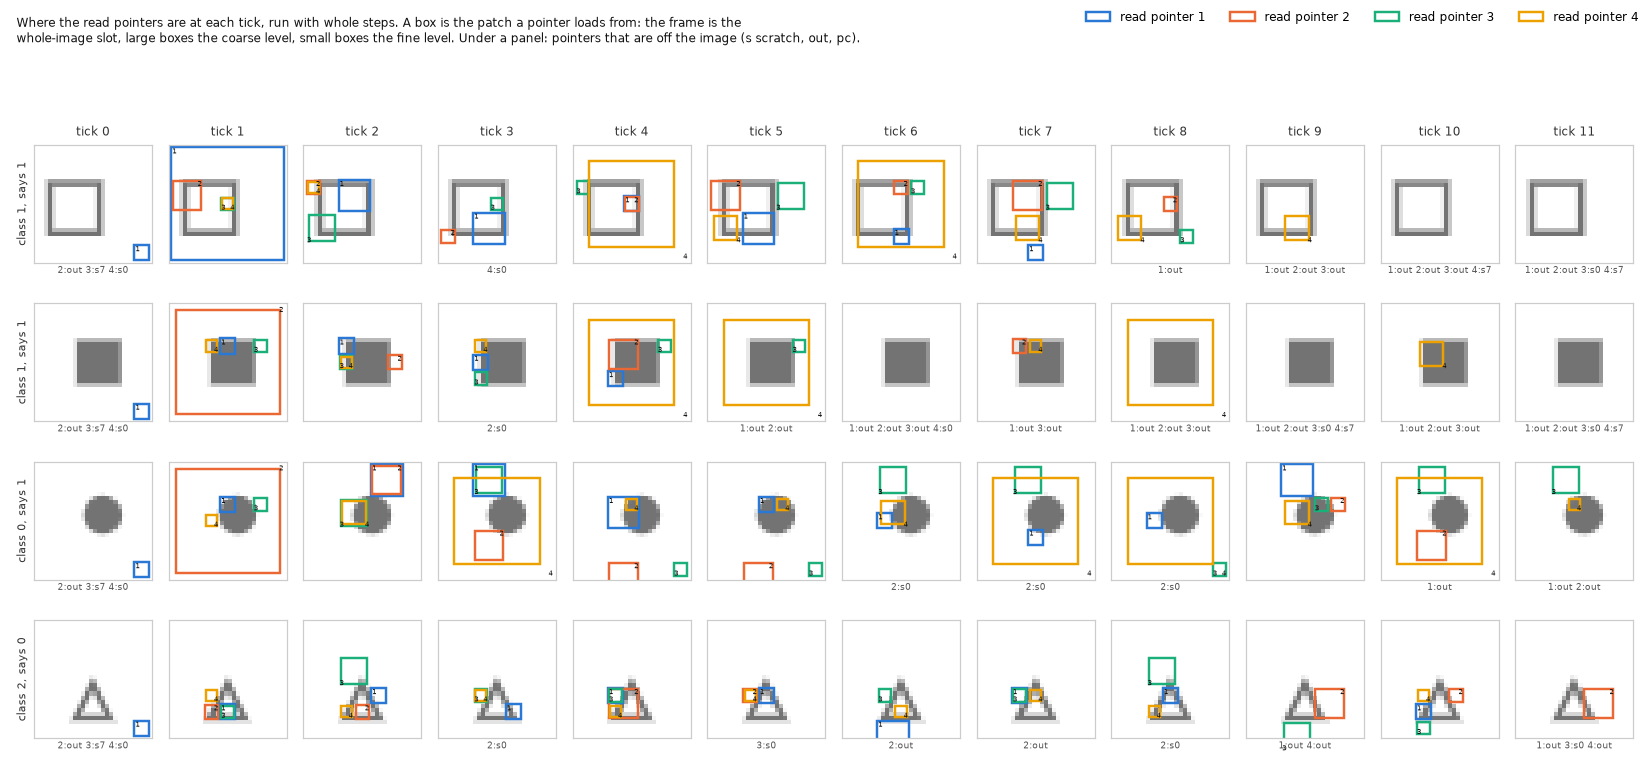 Where the read pointers are at each tick, run with whole steps. A box is the patch a pointer loads from: the frame is the
whole-image slot, large boxes the coarse level, small boxes the fine level. Under a panel: pointers that are off the image (s scratch, out, pc).
read pointer 1 read pointer 2 read pointer 3 read pointer 4
tick 0 tick 1 tick 2 tick 3 tick 4 tick 5 tick 6 tick 7 tick 8 tick 9 tick 10 tick 11
class 1, says 1
2:out 3:s7 4:s0 4:s0 1:out 1:out 2:out 3:out 1:out 2:out 3:out 4:s7 1:out 2:out 3:s0 4:s7
class 1, says 1
2:out 3:s7 4:s0 2:s0 1:out 2:out 1:out 2:out 3:out 4:s0 1:out 3:out 1:out 2:out 3:out 1:out 2:out 3:s0 4:s7 1:out 2:out 3:out 1:out 2:out 3:s0 4:s7
class 0, says 1
2:out 3:s7 4:s0 2:s0 2:s0 2:s0 1:out 1:out 2:out
class 2, says 0
2:out 3:s7 4:s0 2:s0 3:s0 2:out 2:out 2:s0 1:out 4:out 1:out 3:s0 4:out